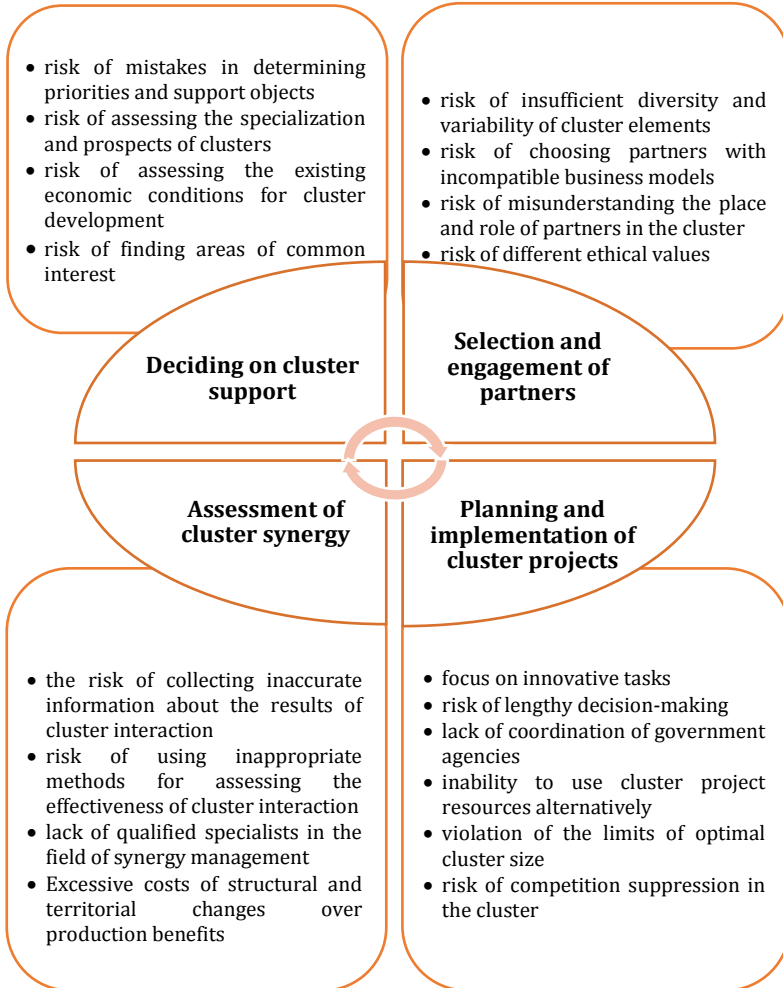 • risk of mistakes in determining
priorities and support objects
• risk of assessing the specialization
and prospects of clusters
• risk of assessing the existing
economic conditions for cluster
development
• risk of finding areas of common
interest
• risk of insufficient diversity and
variability of cluster elements
• risk of choosing partners with
incompatible business models
• risk of misunderstanding the place
and role of partners in the cluster
• risk of different ethical values
Deciding on cluster
support
Selection and
engagement of
partners
Assessment of
cluster synergy
Planning and
implementation of
cluster projects
• the risk of collecting inaccurate
information about the results of
cluster interaction
• risk of using inappropriate
methods for assessing the
effectiveness of cluster interaction
• lack of qualified specialists in the
field of synergy management
• Excessive costs of structural and
territorial changes over
production benefits
• focus on innovative tasks
• risk of lengthy decision-making
• lack of coordination of government
agencies
• inability to use cluster project
resources alternatively
• violation of the limits of optimal
cluster size
• risk of competition suppression in
the cluster